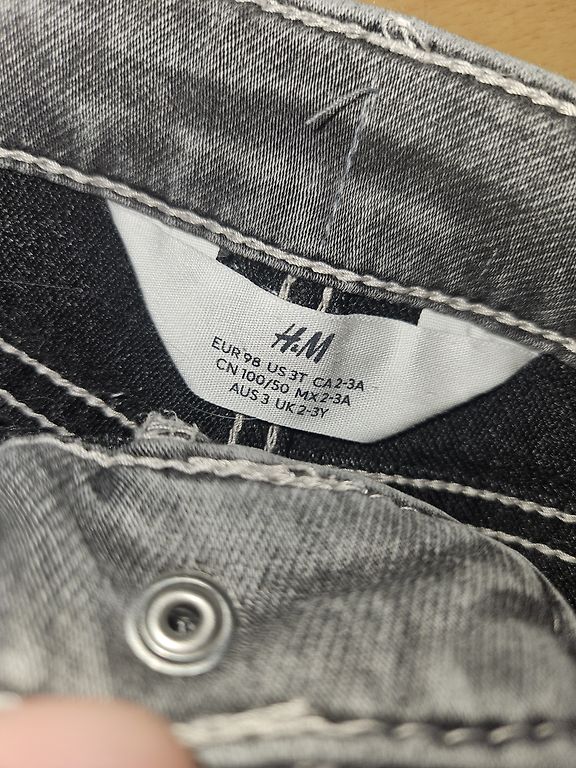 H&M
EUR 98 US 3T CA 2-3A
CN 100/50 MX 2-3A
AUS 3 UK 2-3Y